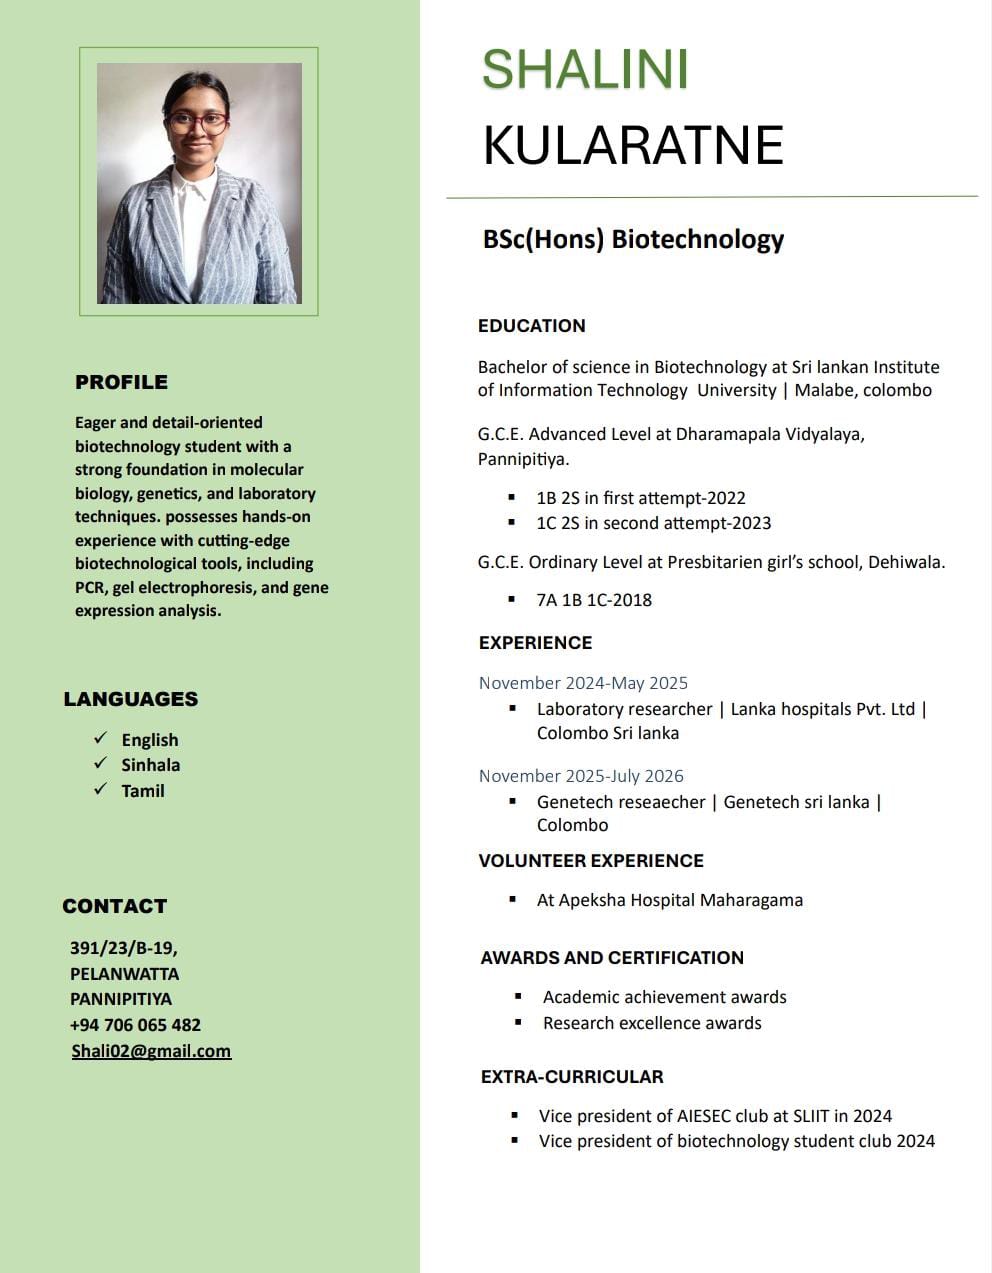 SHALINI
KULARATNE
BSc(Hons) Biotechnology
PROFILE
Eager and detail-oriented
biotechnology student with a
strong foundation in molecular
biology, genetics, and laboratory
techniques. possesses hands-on
experience with cutting-edge
biotechnological tools, including
PCR, gel electrophoresis, and gene
expression analysis.
LANGUAGES
✓ English
✓ Sinhala
✓ Tamil
CONTACT
391/23/B-19,
PELANWATTA
PANNIPITIYA
+94 706 065 482
Shali02@gmail.com
EDUCATION
Bachelor of science in Biotechnology at Sri lankan Institute
of Information Technology  University | Malabe, colombo
G.C.E. Advanced Level at Dharamapala Vidyalaya,
Pannipitiya.
▪ 1B 2S in first attempt-2022
▪ 1C 2S in second attempt-2023
G.C.E. Ordinary Level at Presbitarien girl’s school, Dehiwala.
▪ 7A 1B 1C-2018
EXPERIENCE
November 2024-May 2025
▪ Laboratory researcher | Lanka hospitals Pvt. Ltd |
Colombo Sri lanka
November 2025-July 2026
▪ Genetech reseaecher | Genetech sri lanka |
Colombo
VOLUNTEER EXPERIENCE
▪ At Apeksha Hospital Maharagama
AWARDS AND CERTIFICATION
▪ Academic achievement awards
▪ Research excellence awards
EXTRA-CURRICULAR
▪ Vice president of AIESEC club at SLIIT in 2024
▪ Vice president of biotechnology student club 2024